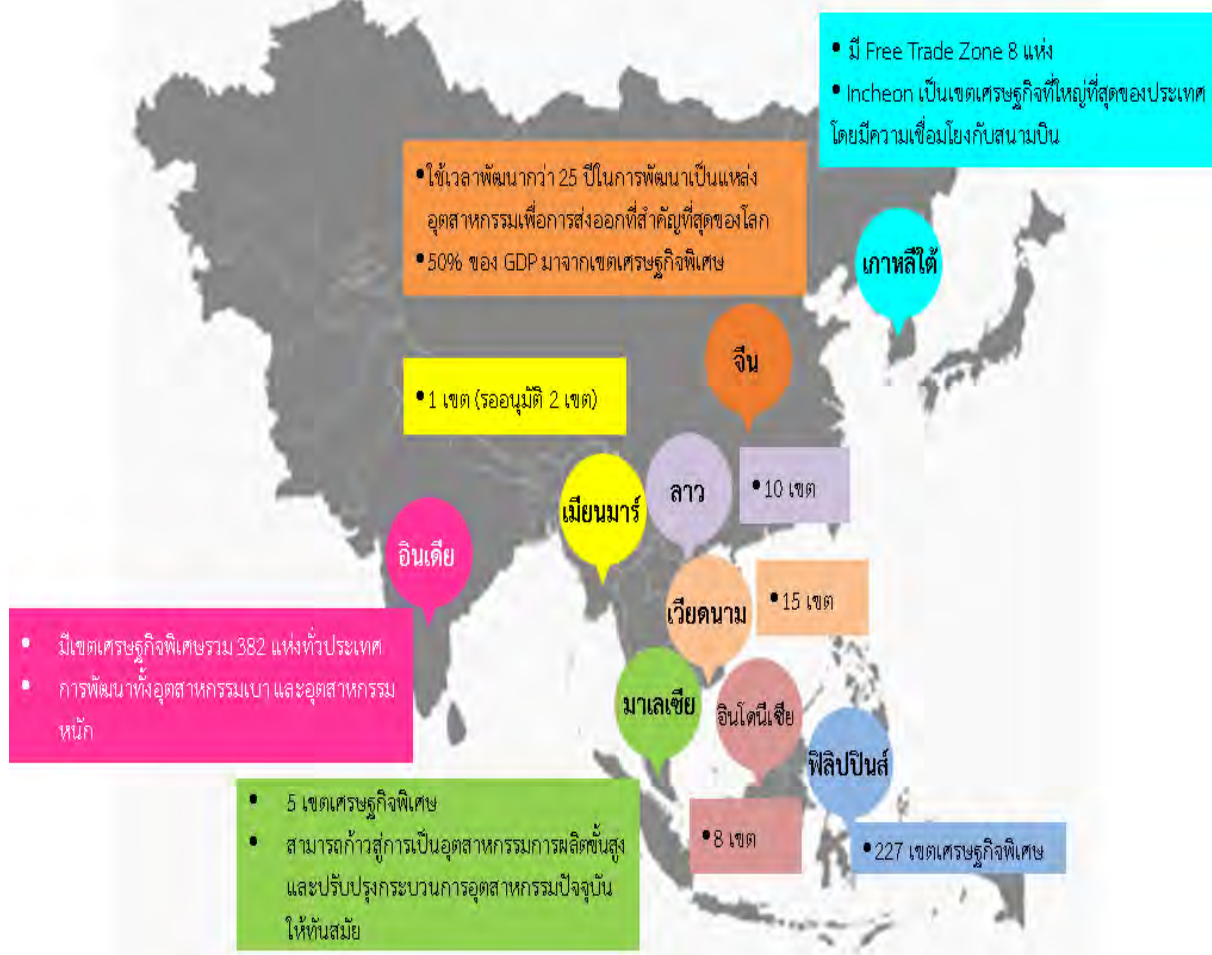 • มี Free Trade Zone 8 แห่ง
• Incheon เป็นเขตเศรษฐกิจที่ใหญ่ที่สุดของประเทศ
โดยมีความเชื่อมโยงกับสนามบิน
เกาหลีใต้
•ใช้เวลาพัฒนากว่า 25 ปีในการพัฒนาเป็นแหล่ง
อุตสาหกรรมเพื่อการส่งออกที่สำคัญที่สุดของโลก
•50% ของ GDP มาจากเขตเศรษฐกิจพิเศษ
จีน
•1 เขต (รออนุมัติ 2 เขต)
เมียนมาร์
ลาว
•10 เขต
อินเดีย
• มีเขตเศรษฐกิจพิเศษรวม 382 แห่งทั่วประเทศ
• การพัฒนาทั้งอุตสาหกรรมเบา และอุตสาหกรรม
หนัก
เวียดนาม
•15 เขต
มาเลเซีย
• 5 เขตเศรษฐกิจพิเศษ
• สามารถก้าวสู่การเป็นอุตสาหกรรมการผลิตขั้นสูง
และปรับปรุงกระบวนการอุตสาหกรรมปัจจุบัน
ให้ทันสมัย
อินโดนีเซีย
•8 เขต
ฟิลิปปินส์
•227 เขตเศรษฐกิจพิเศษ